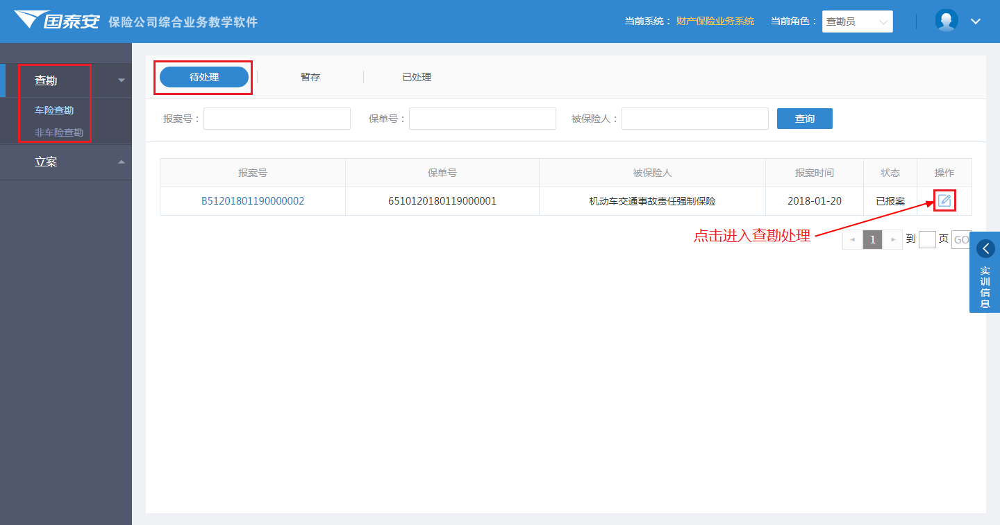 国泰安 保险公司综合业务教学软件
当前系统： 财产保险业务系统 当前角色： 查勘员
查勘
车险查勘
非车险查勘
立案
待处理 暂存 已处理
报案号： 保单号： 被保险人： 查询
报案号 保单号 被保险人 报案时间 状态 操作
B51201801190000002 6510120180119000001 机动车交通事故责任强制保险 2018-01-20 已报案
点击进入查勘处理
1 到 页 GO
实训信息